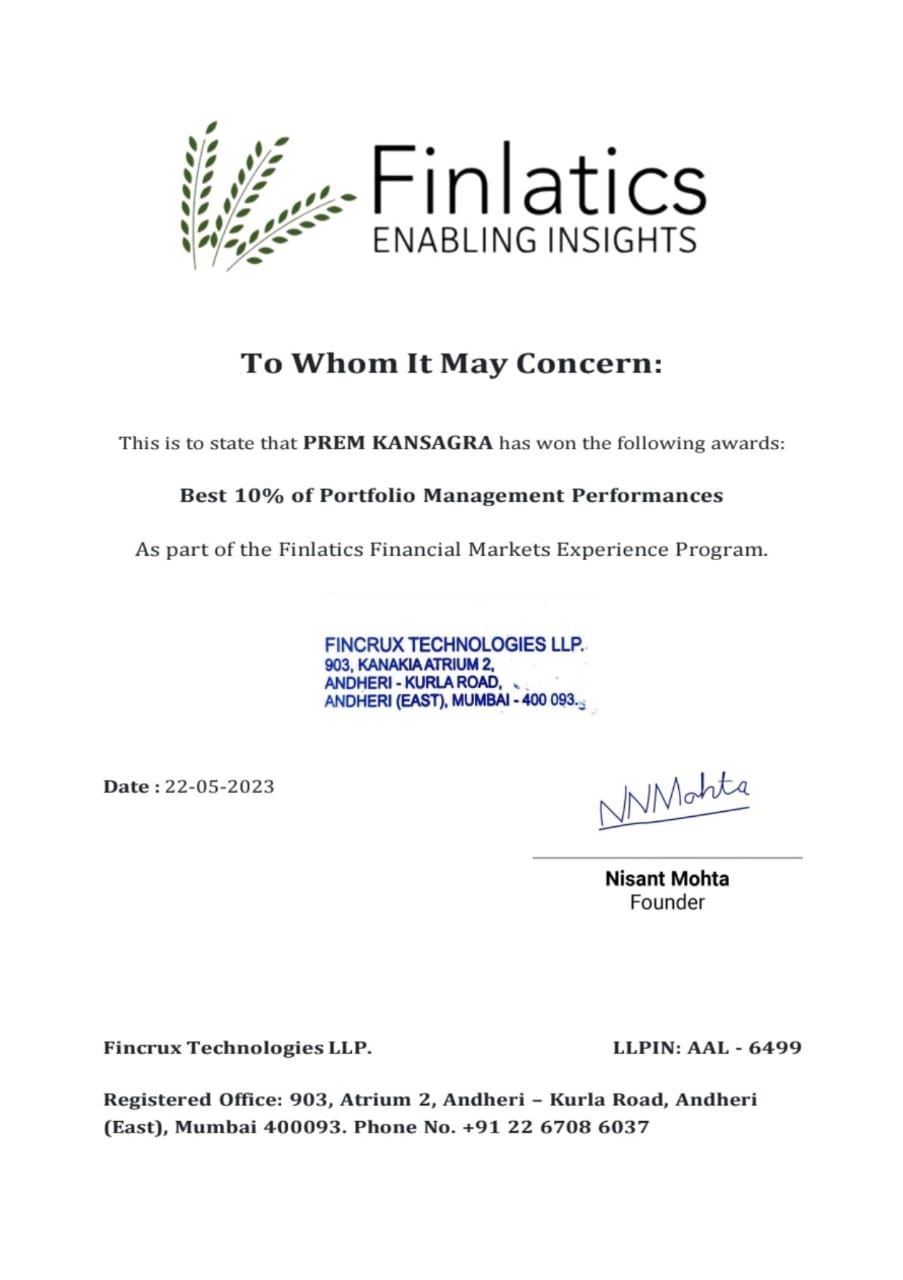 Finlatics
ENABLING INSIGHTS
To Whom It May Concern:
This is to state that PREM KANSAGRA has won the following awards:
Best 10% of Portfolio Management Performances
As part of the Finlatics Financial Markets Experience Program.
FINCRUX TECHNOLOGIES LLP.
903, KANAKIA ATRIUM 2,
ANDHERI - KURLA ROAD,
ANDHERI (EAST), MUMBAI - 400 093.
Date : 22-05-2023
NNMohta
Nisant Mohta
Founder
Fincrux Technologies LLP.
LLPIN: AAL - 6499
Registered Office: 903, Atrium 2, Andheri – Kurla Road, Andheri
(East), Mumbai 400093. Phone No. +91 22 6708 6037